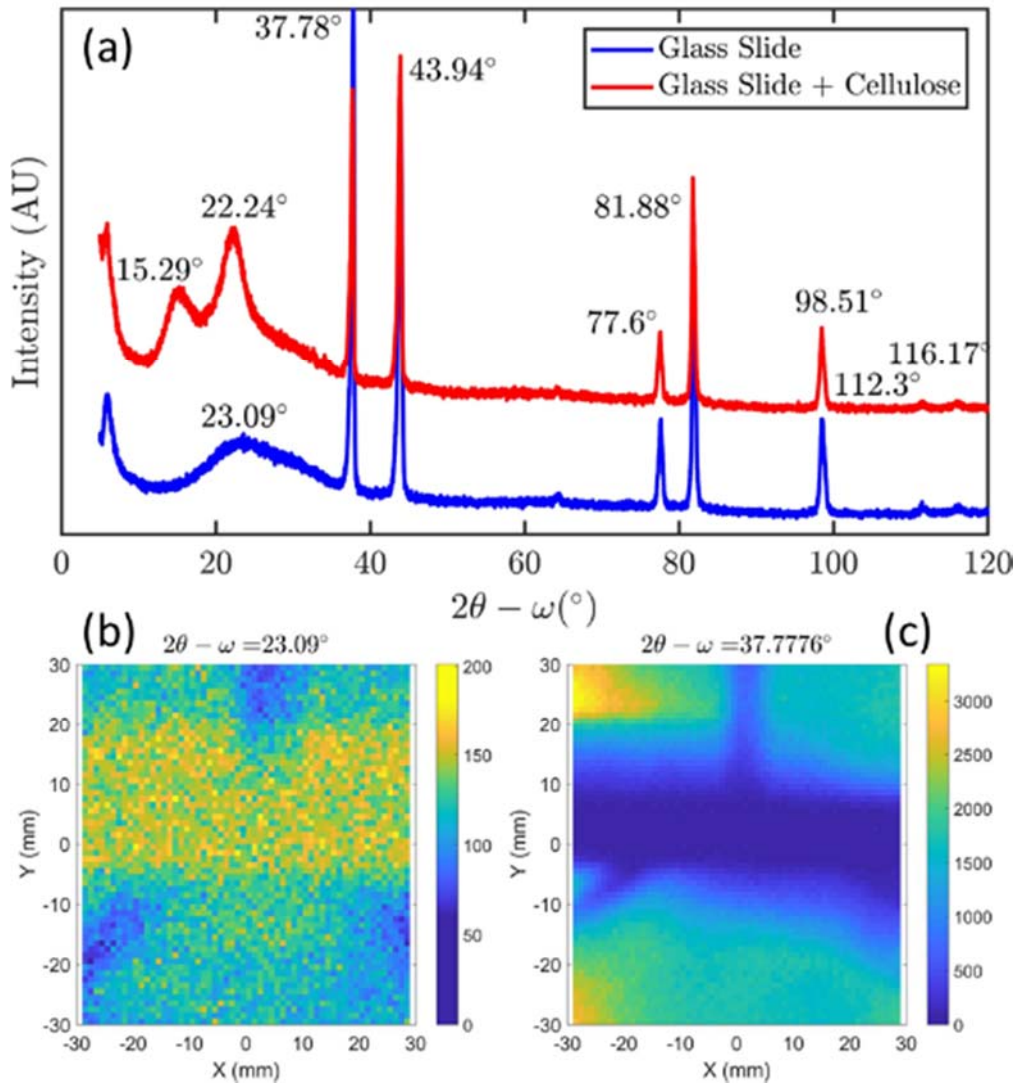 (a)
37.78°
43.94°
Glass Slide
Glass Slide + Cellulose
22.24°
15.29°
81.88°
77.6°
98.51°
116.17°
112.3°
23.09°
Intensity (AU)
0 20 40 60 80 100 120
2θ − ω(°)
(b)
2θ − ω =23.09°
30
20
10
0
-10
-20
-30
Y (mm)
-30 -20 -10 0 10 20 30
X (mm)
200
150
100
50
0
(c)
2θ − ω =37.7776°
30
20
10
0
-10
-20
-30
Y (mm)
-30 -20 -10 0 10 20 30
X (mm)
3000
2500
2000
1500
1000
500
0